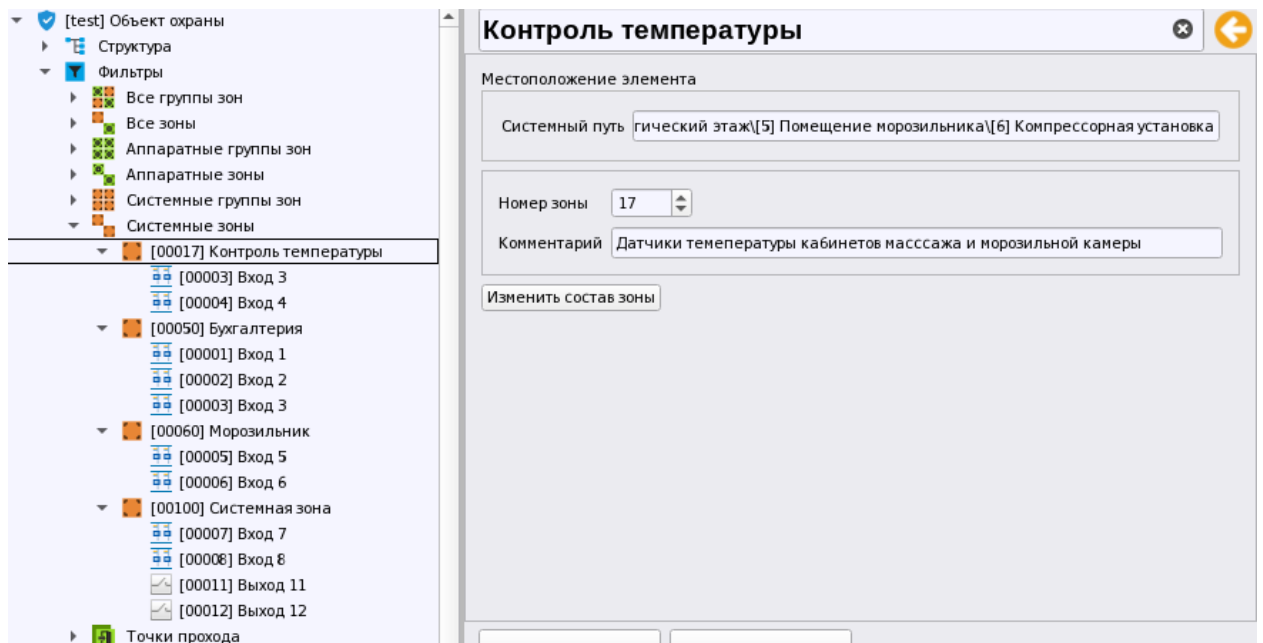 [test] Объект охраны
Структура
Фильтры
Все группы зон
Все зоны
Аппаратные группы зон
Аппаратные зоны
Системные группы зон
Системные зоны
[00017] Контроль температуры
[00003] Вход 3
[00004] Вход 4
[00050] Бухгалтерия
[00001] Вход 1
[00002] Вход 2
[00003] Вход 3
[00060] Морозильник
[00005] Вход 5
[00006] Вход 6
[00100] Системная зона
[00007] Вход 7
[00008] Вход 8
[00011] Выход 11
[00012] Выход 12
Точки прохода
Контроль температуры
Местоположение элемента
Системный путь гический этаж\[5] Помещение морозильника\[6] Компрессорная установка
Номер зоны 17
Комментарий Датчики темепературы кабинетов масссажа и морозильной камеры
Изменить состав зоны